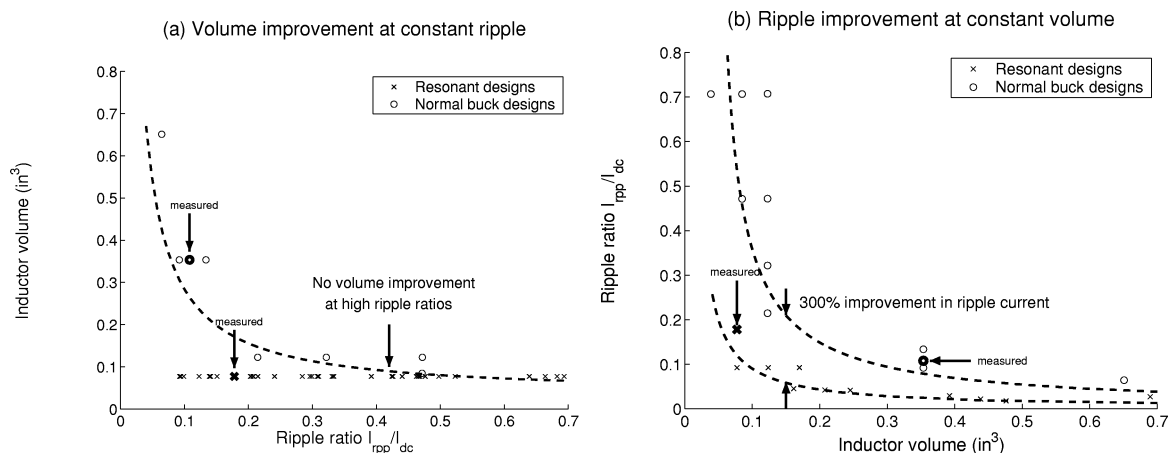 (a) Volume improvement at constant ripple
Inductor volume (in³)
0.8
0.7
0.6
0.5
0.4
0.3
0.2
0.1
0
0 0.1 0.2 0.3 0.4 0.5 0.6 0.7
Ripple ratio I_rpp/I_dc
Resonant designs
Normal buck designs
measured
measured
No volume improvement
at high ripple ratios
(b) Ripple improvement at constant volume
Ripple ratio I_rpp/I_dc
0.8
0.7
0.6
0.5
0.4
0.3
0.2
0.1
0
0 0.1 0.2 0.3 0.4 0.5 0.6 0.7
Inductor volume (in³)
Resonant designs
Normal buck designs
measured
300% improvement in ripple current
measured